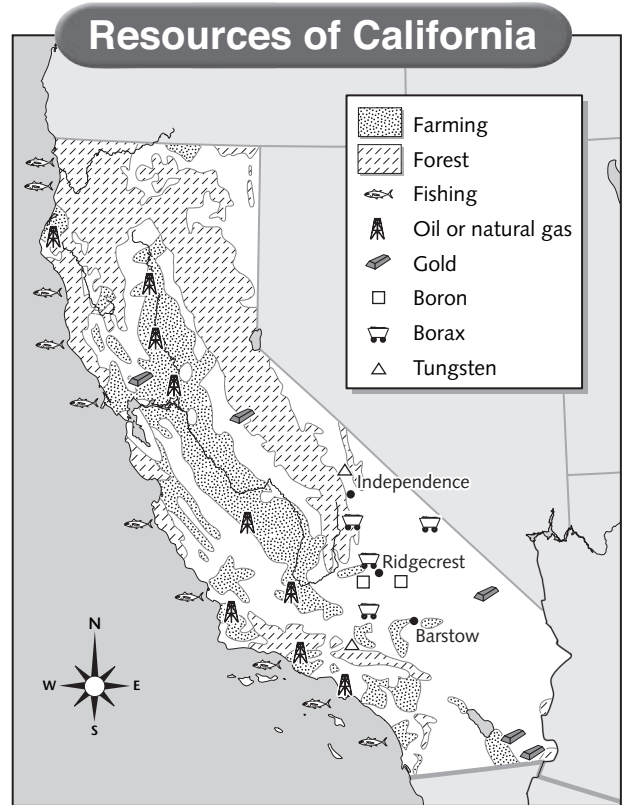 Resources of California
Farming
Forest
Fishing
Oil or natural gas
Gold
Boron
Borax
Tungsten
Independence
Ridgecrest
Barstow
N
W E
S